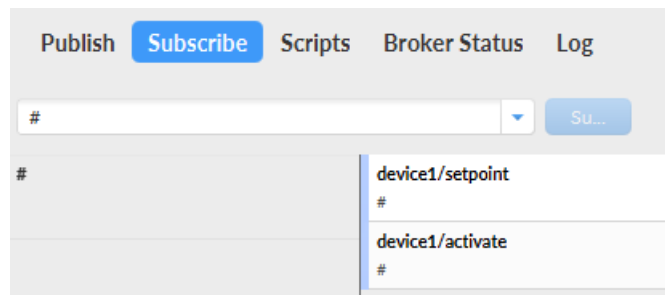 Publish Subscribe Scripts Broker Status Log
# Su...
# device1/setpoint
#
device1/activate
#